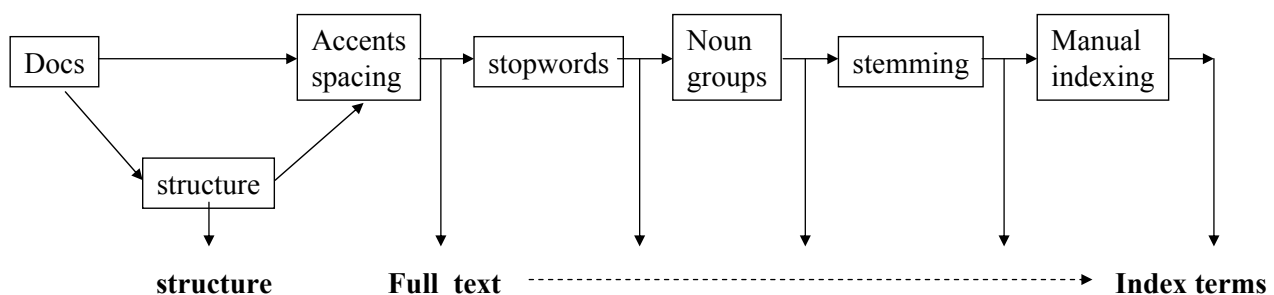 Docs
Accents
spacing
stopwords
Noun
groups
stemming
Manual
indexing
structure
structure
Full text
Index terms